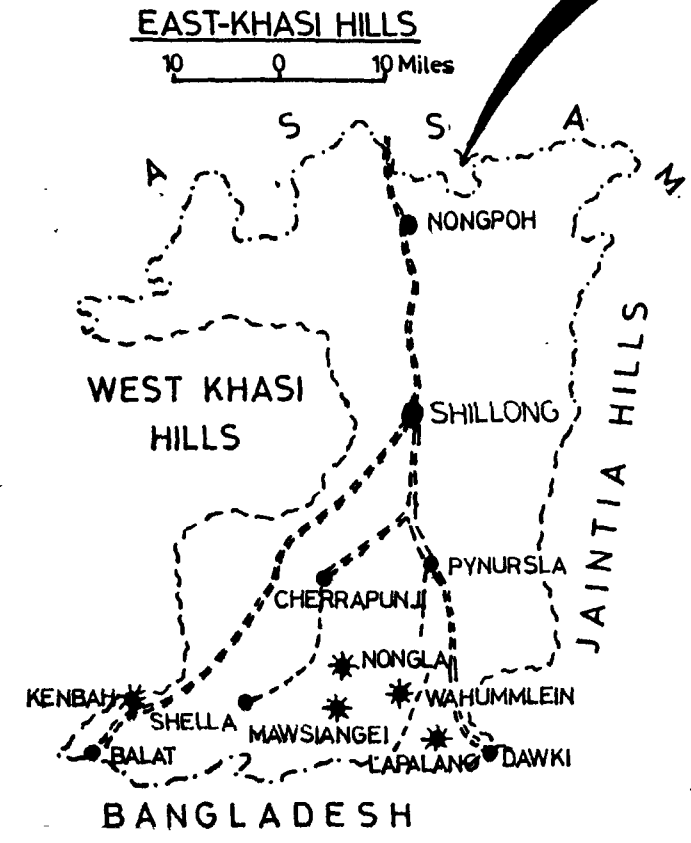 EAST-KHASI HILLS
10 0 10 Miles
A S S A M
NONGPOH
WEST KHASI
HILLS
SHILLONG
JAINTIA HILLS
PYNURSLA
CHERRAPUNJI
NONGLA
KENBAH
WAHUMMLEIN
SHELLA
MAWSIANGEI
BALAT
LAPALANG
DAWKI
BANGLADESH